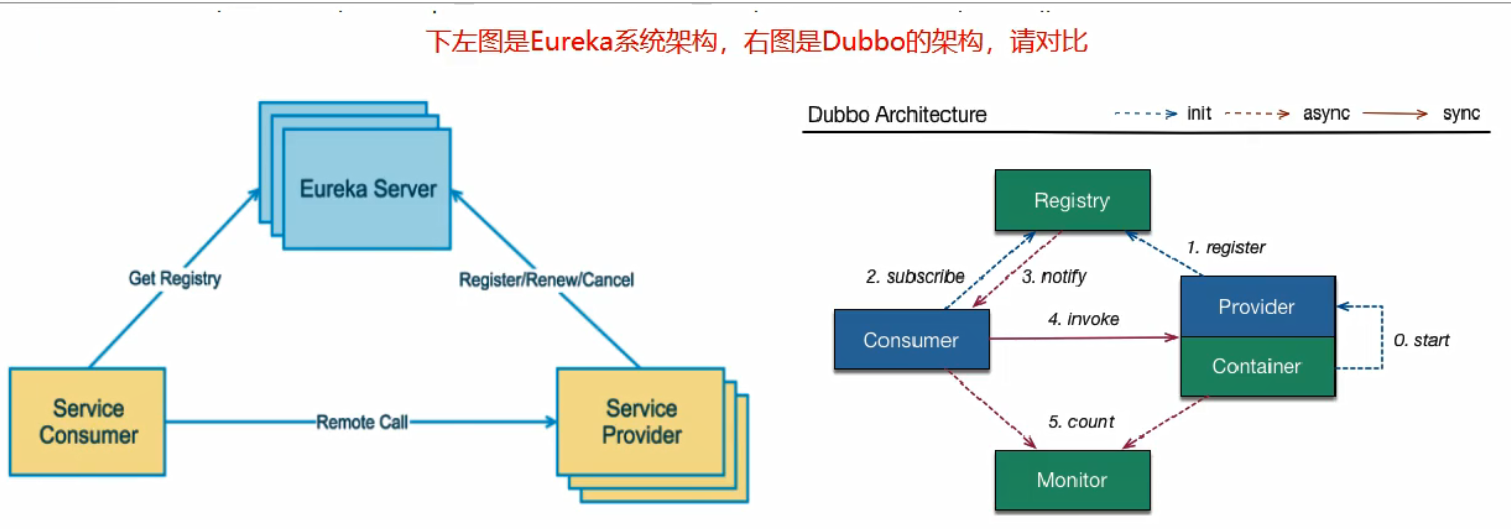 下左图是Eureka系统架构，右图是Dubbo的架构，请对比
Eureka Server
Get Registry
Register/Renew/Cancel
Service
Consumer
Remote Call
Service
Provider
Dubbo Architecture
init
async
sync
Registry
1. register
2. subscribe
3. notify
Provider
4. invoke
Consumer
0. start
Container
5. count
Monitor